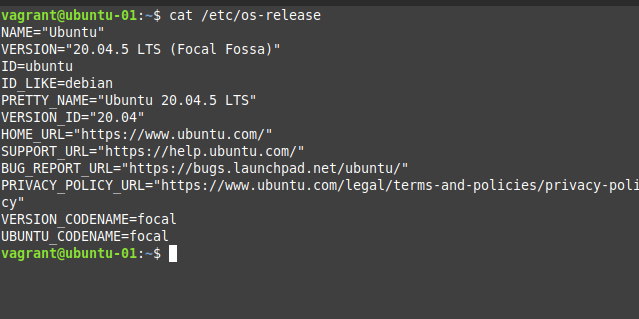 vagrant@ubuntu-01:~$ cat /etc/os-release
NAME="Ubuntu"
VERSION="20.04.5 LTS (Focal Fossa)"
ID=ubuntu
ID_LIKE=debian
PRETTY_NAME="Ubuntu 20.04.5 LTS"
VERSION_ID="20.04"
HOME_URL="https://www.ubuntu.com/"
SUPPORT_URL="https://help.ubuntu.com/"
BUG_REPORT_URL="https://bugs.launchpad.net/ubuntu/"
PRIVACY_POLICY_URL="https://www.ubuntu.com/legal/terms-and-policies/privacy-poli
cy"
VERSION_CODENAME=focal
UBUNTU_CODENAME=focal
vagrant@ubuntu-01:~$